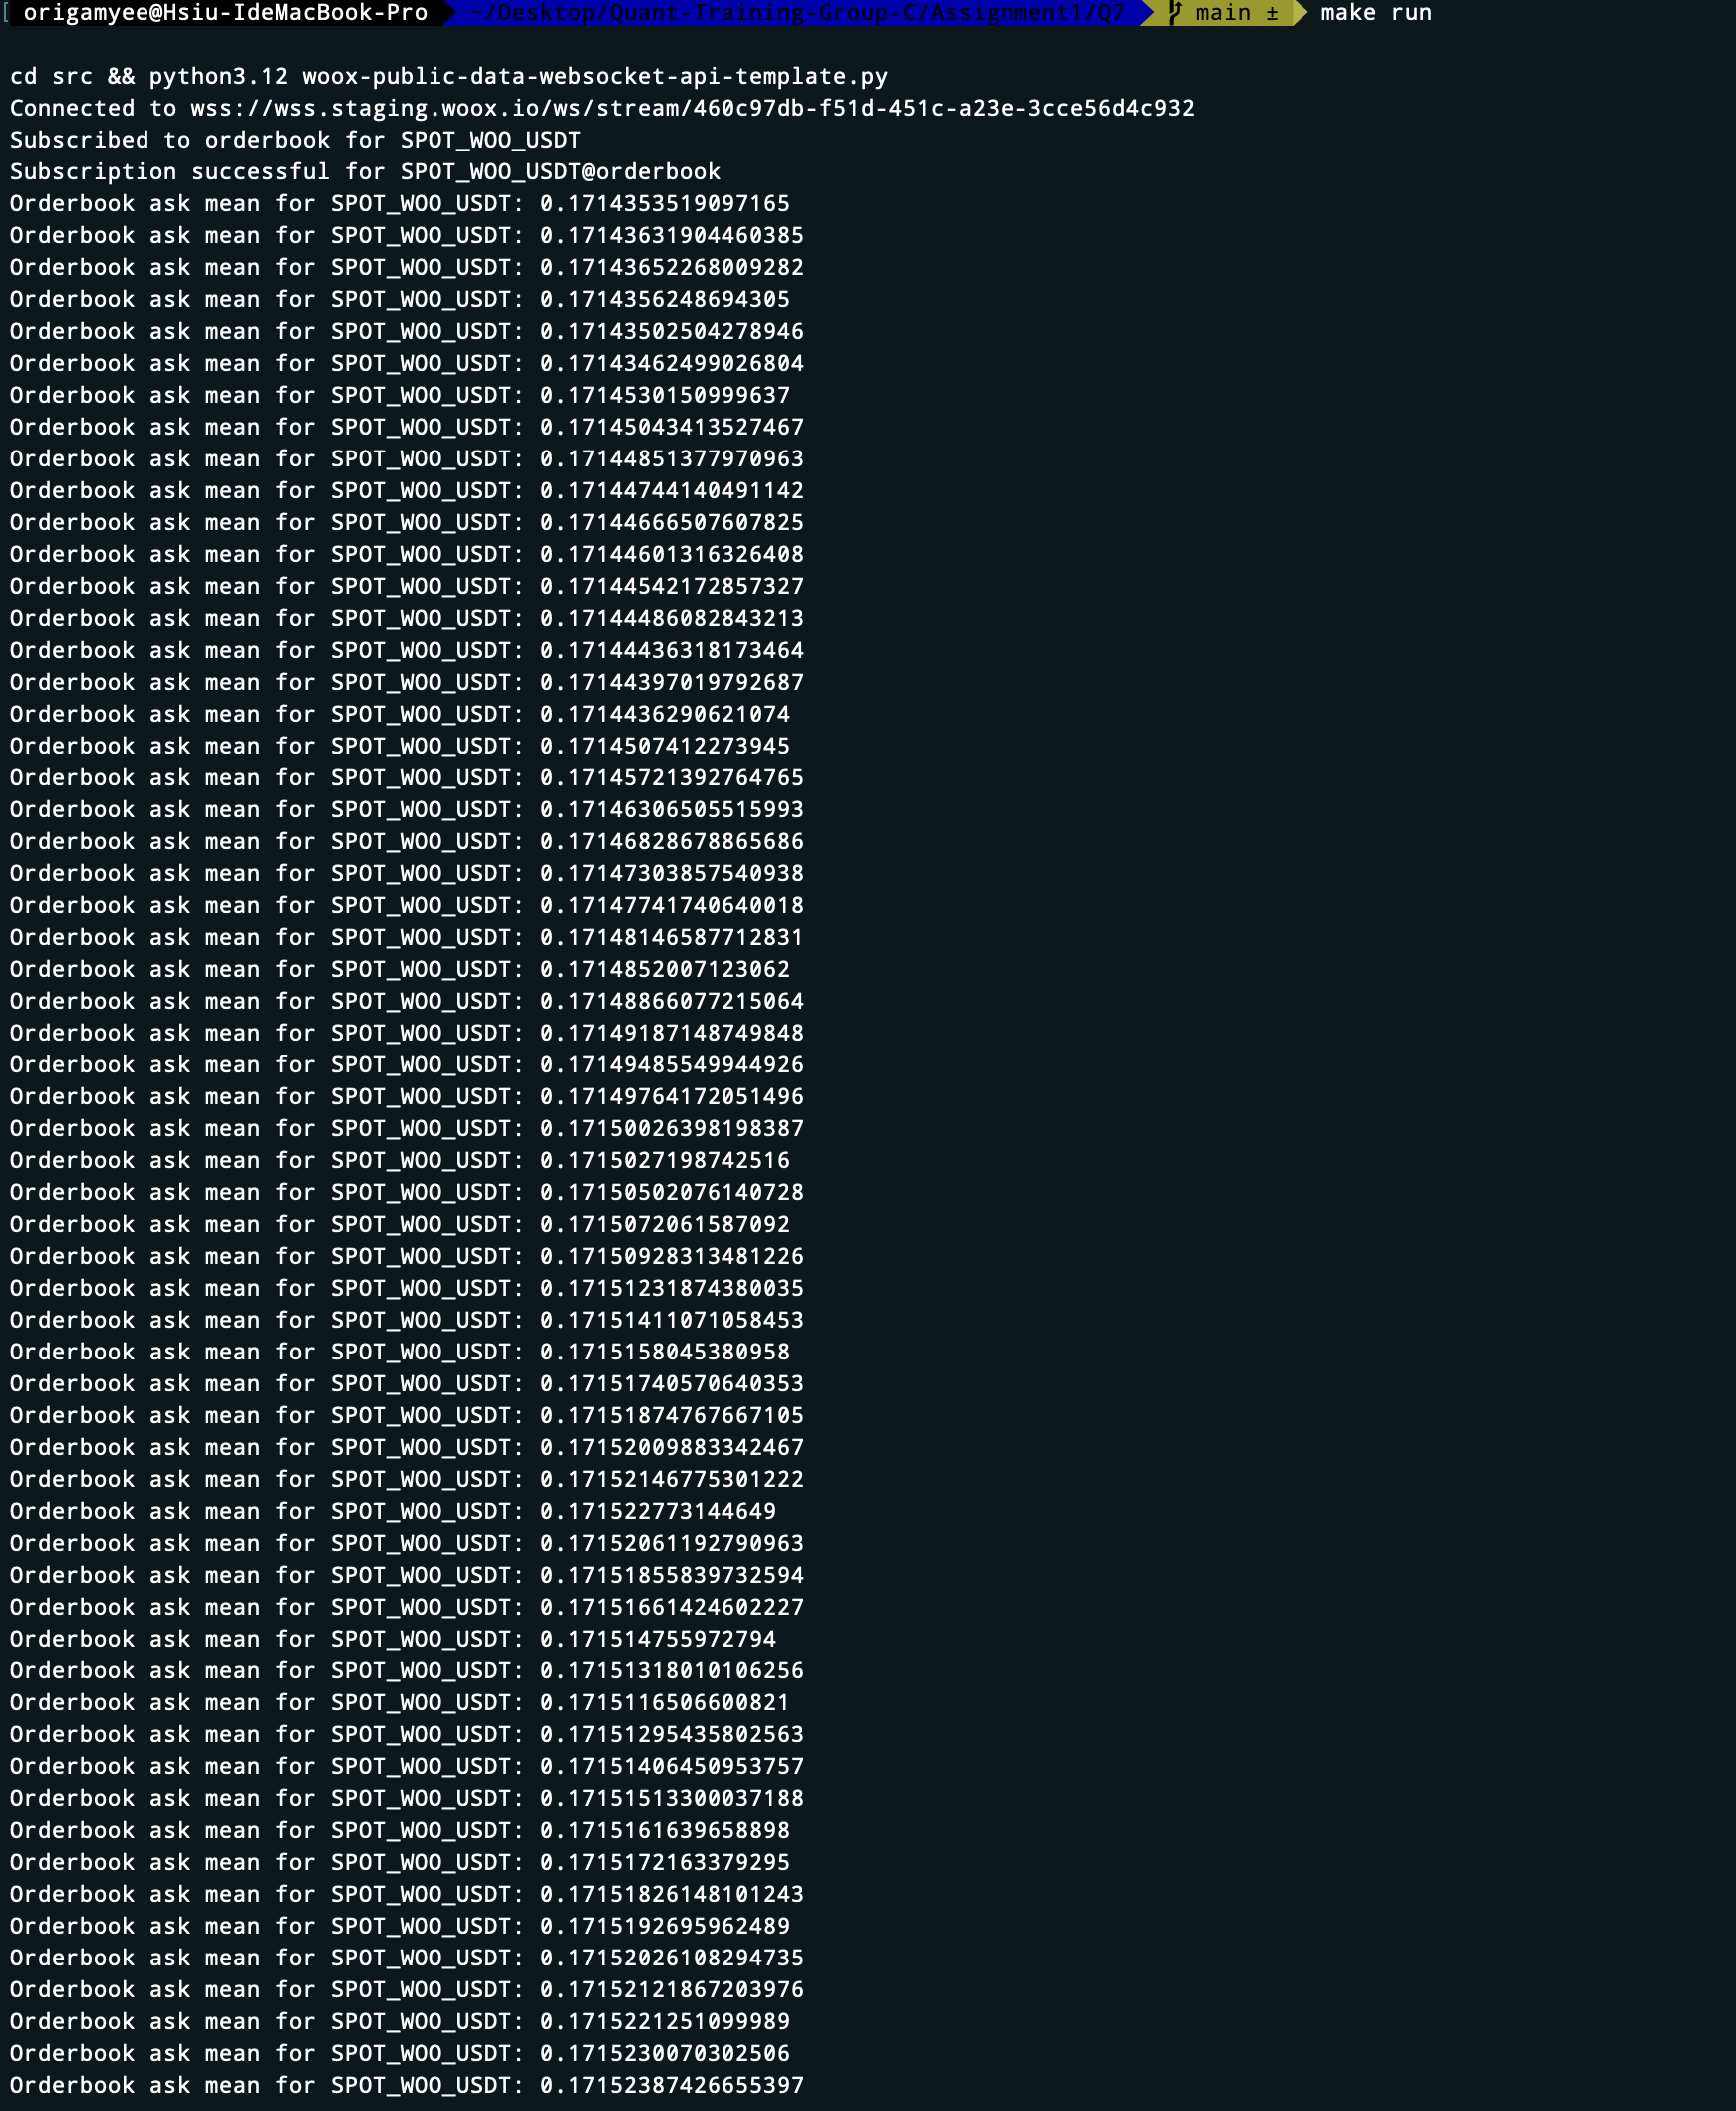 origamyee@Hsiu-IdeMacBook-Pro ~/Desktop/Quant-Training-Group-C/Assignment1/Q7 main ± make run
cd src && python3.12 woox-public-data-websocket-api-template.py
Connected to wss://wss.staging.woox.io/ws/stream/460c97db-f51d-451c-a23e-3cce56d4c932
Subscribed to orderbook for SPOT_WOO_USDT
Subscription successful for SPOT_WOO_USDT@orderbook
Orderbook ask mean for SPOT_WOO_USDT: 0.1714353519097165
Orderbook ask mean for SPOT_WOO_USDT: 0.17143631904460385
Orderbook ask mean for SPOT_WOO_USDT: 0.17143652268009282
Orderbook ask mean for SPOT_WOO_USDT: 0.1714356248694305
Orderbook ask mean for SPOT_WOO_USDT: 0.17143502504278946
Orderbook ask mean for SPOT_WOO_USDT: 0.17143462499026804
Orderbook ask mean for SPOT_WOO_USDT: 0.1714530150999637
Orderbook ask mean for SPOT_WOO_USDT: 0.17145043413527467
Orderbook ask mean for SPOT_WOO_USDT: 0.17144851377970963
Orderbook ask mean for SPOT_WOO_USDT: 0.17144744140491142
Orderbook ask mean for SPOT_WOO_USDT: 0.17144666507607825
Orderbook ask mean for SPOT_WOO_USDT: 0.17144601316326408
Orderbook ask mean for SPOT_WOO_USDT: 0.17144542172857327
Orderbook ask mean for SPOT_WOO_USDT: 0.17144486082843213
Orderbook ask mean for SPOT_WOO_USDT: 0.17144436318173464
Orderbook ask mean for SPOT_WOO_USDT: 0.17144397019792687
Orderbook ask mean for SPOT_WOO_USDT: 0.1714436290621074
Orderbook ask mean for SPOT_WOO_USDT: 0.1714507412273945
Orderbook ask mean for SPOT_WOO_USDT: 0.17145721392764765
Orderbook ask mean for SPOT_WOO_USDT: 0.17146306505515993
Orderbook ask mean for SPOT_WOO_USDT: 0.17146828678865686
Orderbook ask mean for SPOT_WOO_USDT: 0.17147303857540938
Orderbook ask mean for SPOT_WOO_USDT: 0.17147741740640018
Orderbook ask mean for SPOT_WOO_USDT: 0.17148146587712831
Orderbook ask mean for SPOT_WOO_USDT: 0.1714852007123062
Orderbook ask mean for SPOT_WOO_USDT: 0.17148866077215064
Orderbook ask mean for SPOT_WOO_USDT: 0.17149187148749848
Orderbook ask mean for SPOT_WOO_USDT: 0.17149485549944926
Orderbook ask mean for SPOT_WOO_USDT: 0.17149764172051496
Orderbook ask mean for SPOT_WOO_USDT: 0.17150026398198387
Orderbook ask mean for SPOT_WOO_USDT: 0.1715027198742516
Orderbook ask mean for SPOT_WOO_USDT: 0.17150502076140728
Orderbook ask mean for SPOT_WOO_USDT: 0.1715072061587092
Orderbook ask mean for SPOT_WOO_USDT: 0.17150928313481226
Orderbook ask mean for SPOT_WOO_USDT: 0.17151231874380035
Orderbook ask mean for SPOT_WOO_USDT: 0.17151411071058453
Orderbook ask mean for SPOT_WOO_USDT: 0.1715158045380958
Orderbook ask mean for SPOT_WOO_USDT: 0.17151740570640353
Orderbook ask mean for SPOT_WOO_USDT: 0.17151874767667105
Orderbook ask mean for SPOT_WOO_USDT: 0.17152009883342467
Orderbook ask mean for SPOT_WOO_USDT: 0.17152146775301222
Orderbook ask mean for SPOT_WOO_USDT: 0.171522773144649
Orderbook ask mean for SPOT_WOO_USDT: 0.17152061192790963
Orderbook ask mean for SPOT_WOO_USDT: 0.17151855839732594
Orderbook ask mean for SPOT_WOO_USDT: 0.17151661424602227
Orderbook ask mean for SPOT_WOO_USDT: 0.171514755972794
Orderbook ask mean for SPOT_WOO_USDT: 0.17151318010106256
Orderbook ask mean for SPOT_WOO_USDT: 0.1715116506600821
Orderbook ask mean for SPOT_WOO_USDT: 0.17151295435802563
Orderbook ask mean for SPOT_WOO_USDT: 0.17151406450953757
Orderbook ask mean for SPOT_WOO_USDT: 0.17151513300037188
Orderbook ask mean for SPOT_WOO_USDT: 0.1715161639658898
Orderbook ask mean for SPOT_WOO_USDT: 0.1715172163379295
Orderbook ask mean for SPOT_WOO_USDT: 0.17151826148101243
Orderbook ask mean for SPOT_WOO_USDT: 0.1715192695962489
Orderbook ask mean for SPOT_WOO_USDT: 0.17152026108294735
Orderbook ask mean for SPOT_WOO_USDT: 0.17152121867203976
Orderbook ask mean for SPOT_WOO_USDT: 0.1715221251099989
Orderbook ask mean for SPOT_WOO_USDT: 0.1715230070302506
Orderbook ask mean for SPOT_WOO_USDT: 0.17152387426655397